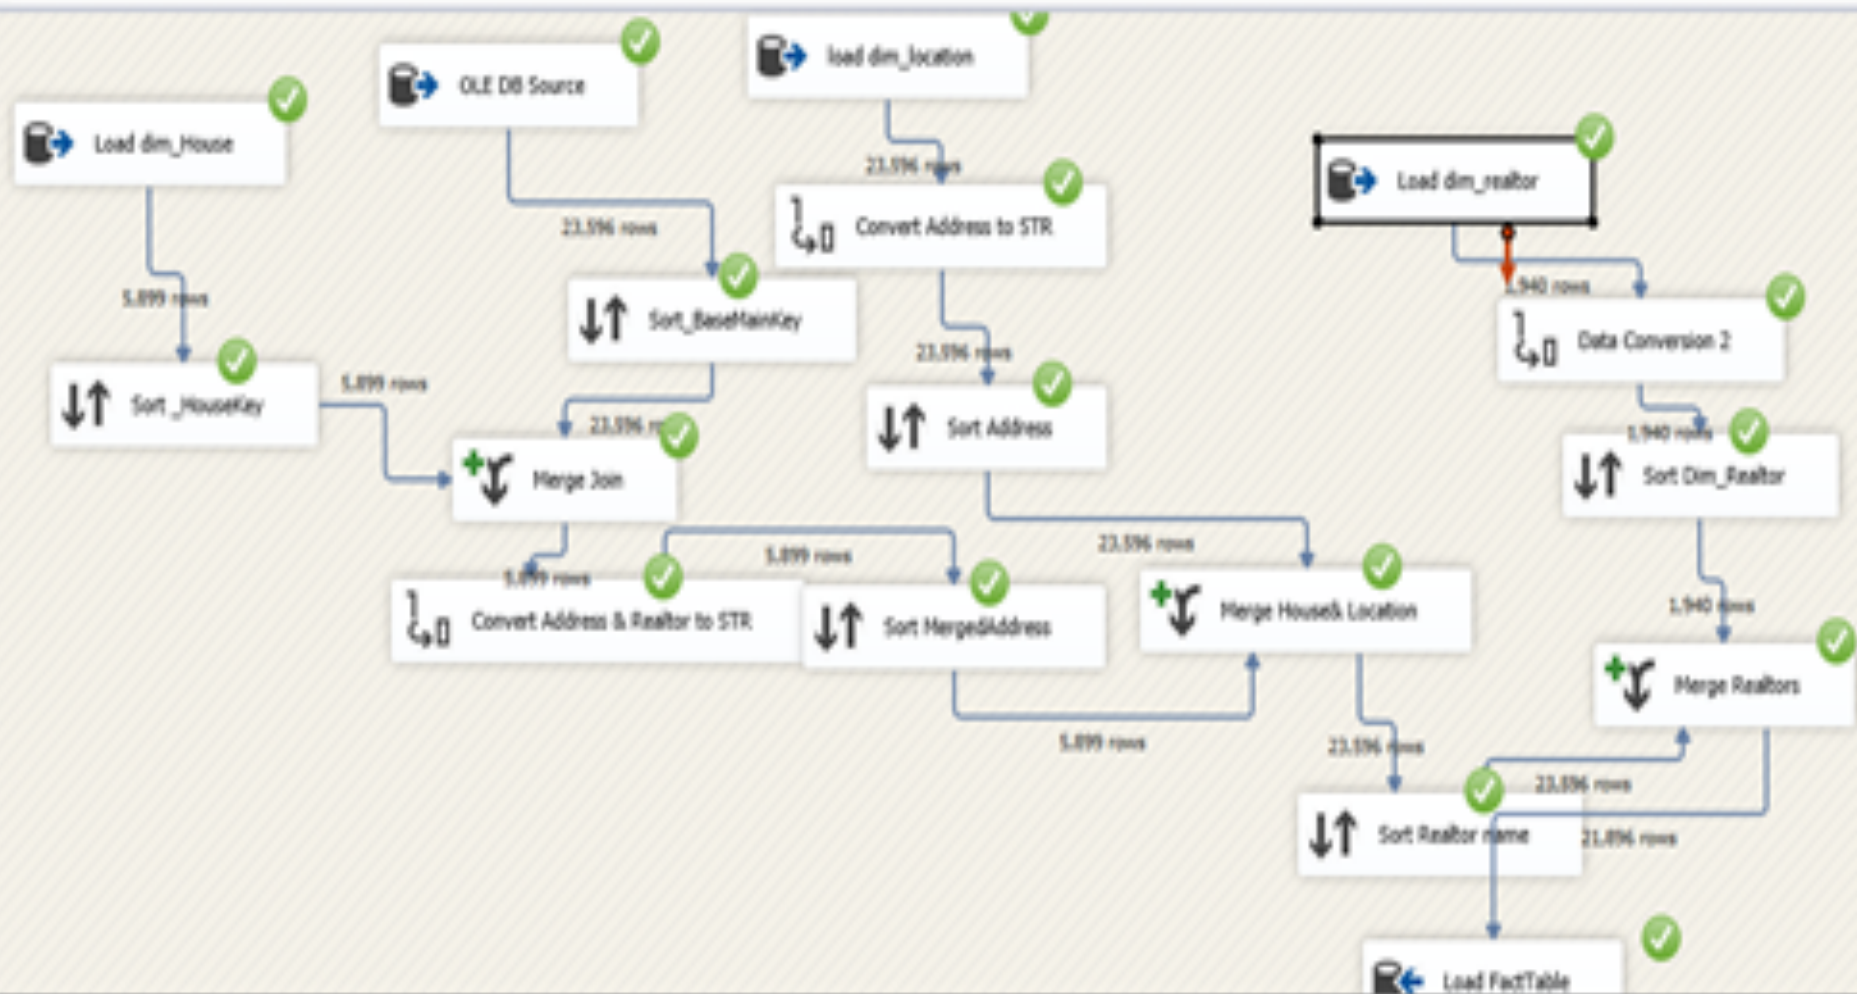 load dim_location
OLE DB Source
Load dim_House
23.596 rows
Load dim_realtor
Convert Address to STR
23.596 rows
5.899 rows
1.940 rows
Sort_BaseMainKey
Data Conversion 2
23.596 rows
5.899 rows
Sort _HouseKey
23.596 rows
Sort Address
1.940 rows
Merge Join
Sort Dim_Realtor
23.596 rows
5.899 rows
5.899 rows
1.940 rows
Merge House& Location
Convert Address & Realtor to STR
Sort MergedAddress
Merge Realtors
5.899 rows
23.596 rows
23.596 rows
Sort Realtor name
21.896 rows
Load FactTable